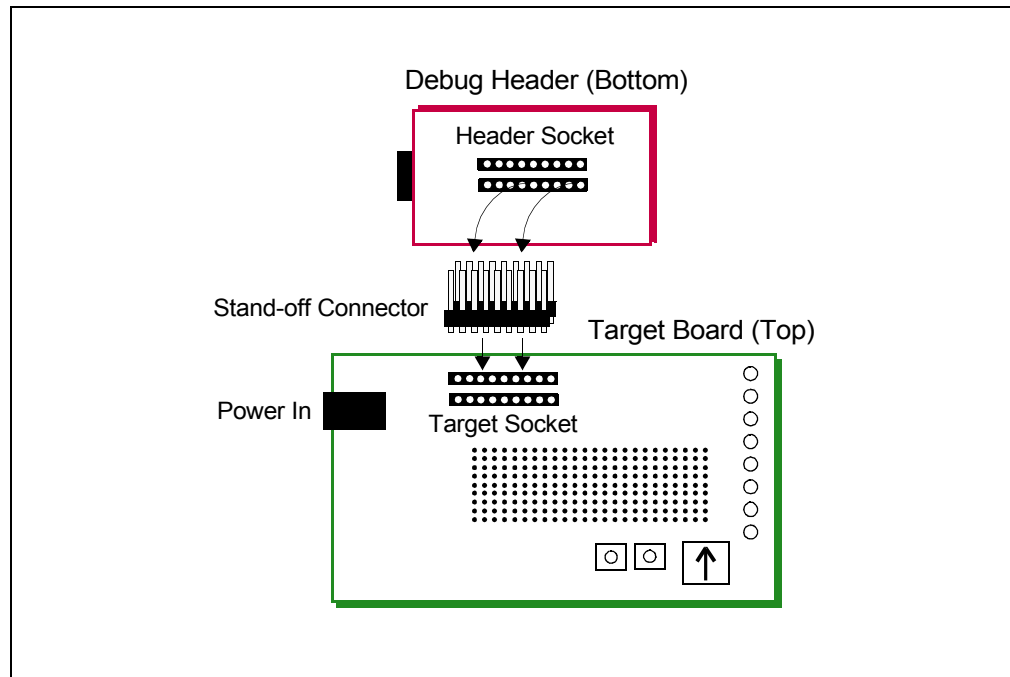 Debug Header (Bottom)
Header Socket
Stand-off Connector
Target Board (Top)
Power In
Target Socket